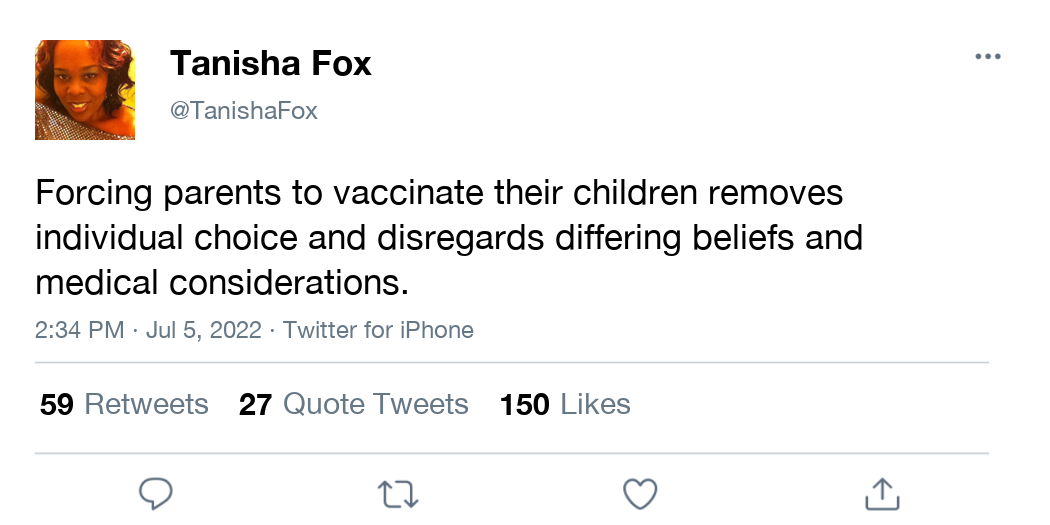 Tanisha Fox
@TanishaFox
Forcing parents to vaccinate their children removes
individual choice and disregards differing beliefs and
medical considerations.
2:34 PM · Jul 5, 2022 · Twitter for iPhone
59 Retweets 27 Quote Tweets 150 Likes